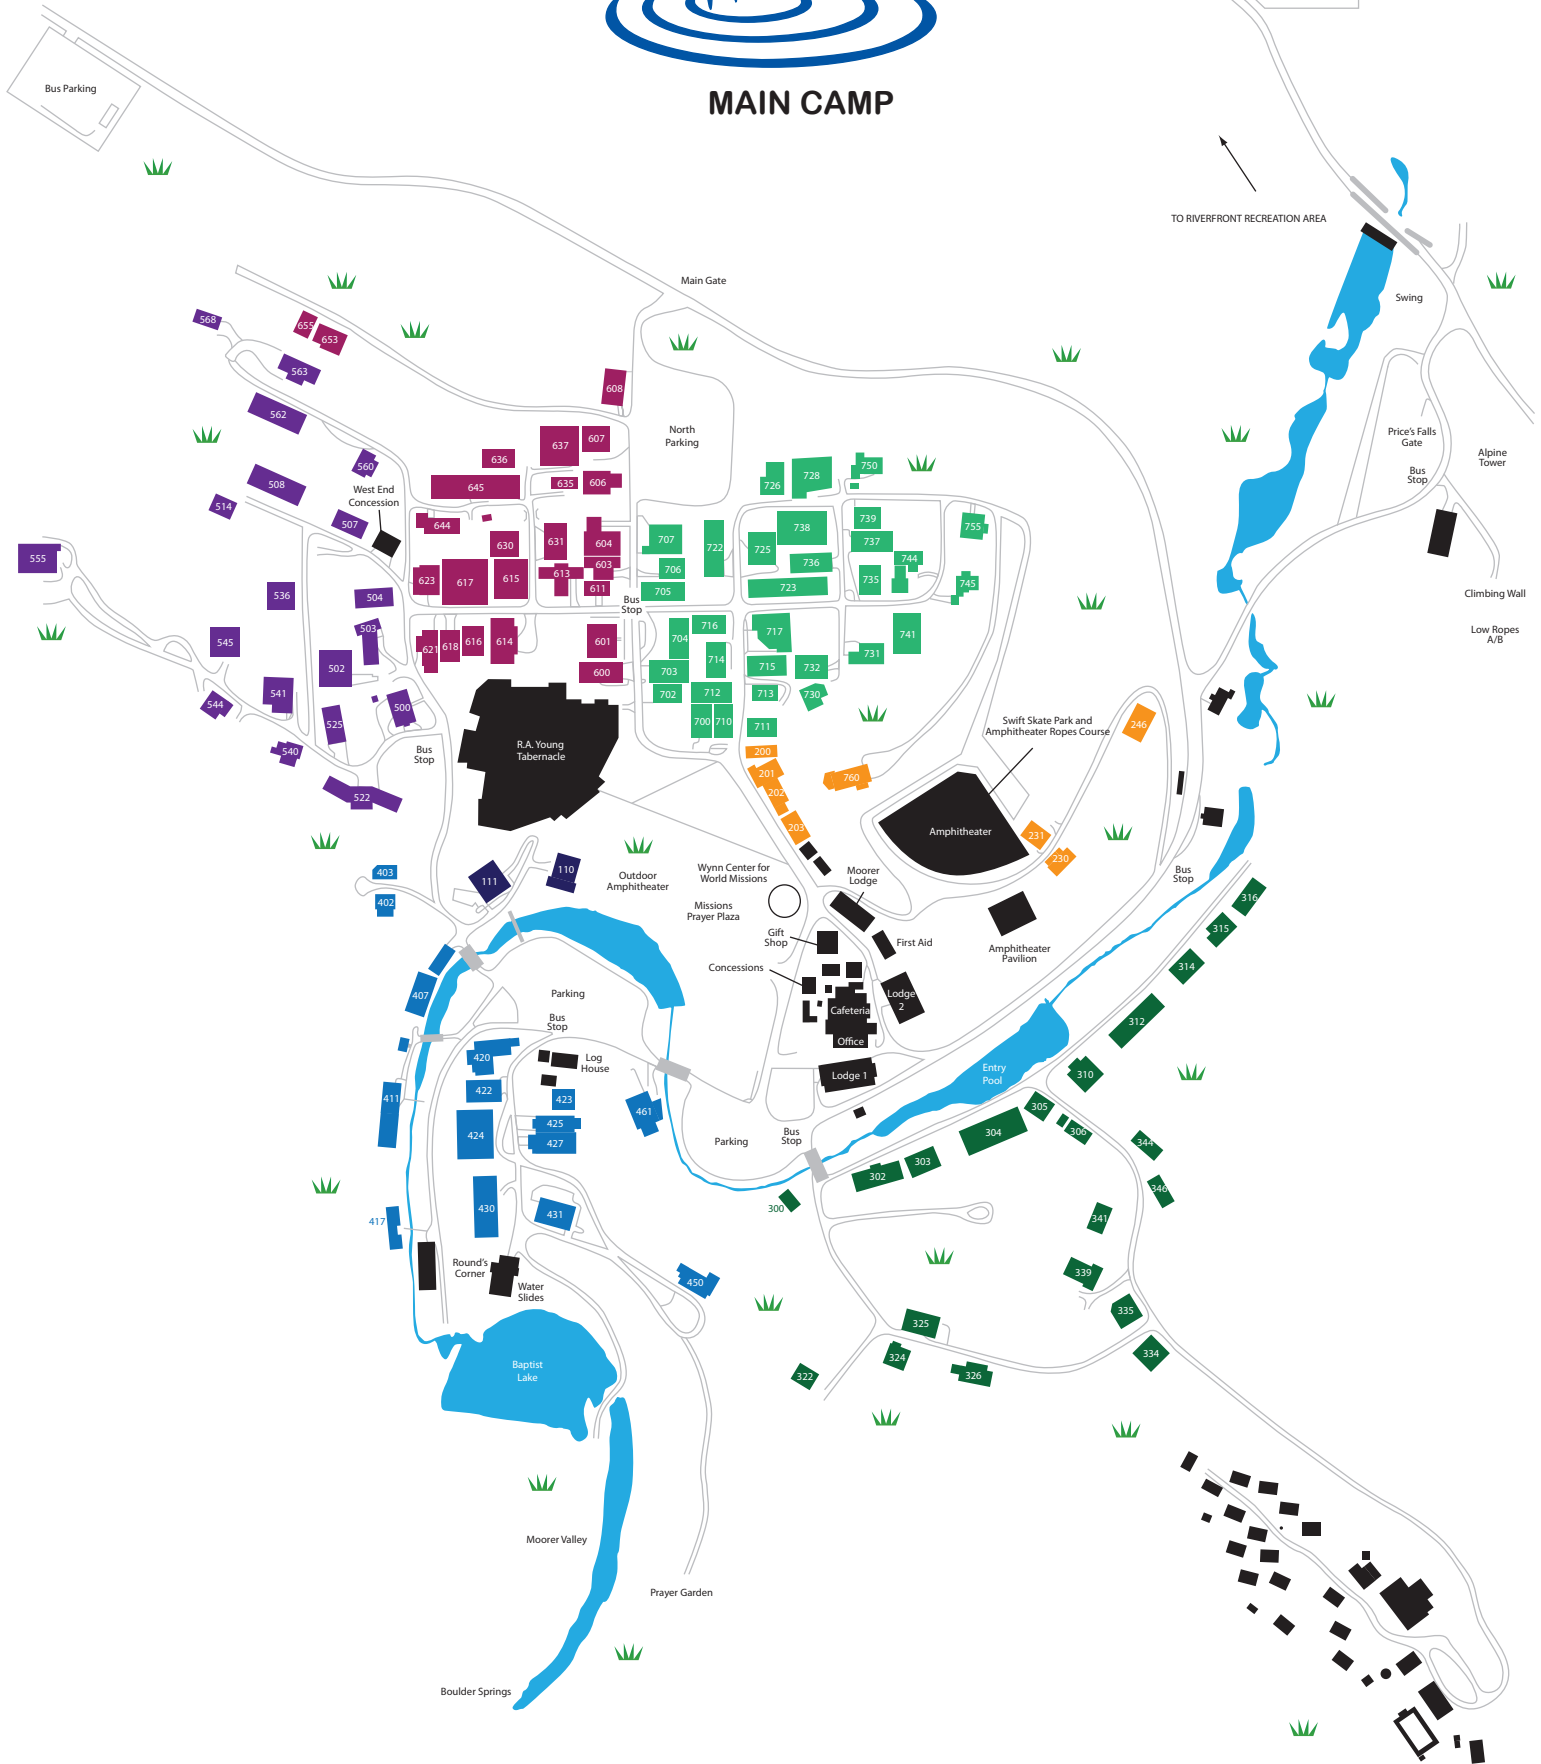 MAIN CAMP
Bus Parking
TO RIVERFRONT RECREATION AREA
Main Gate
Swing
568
655
653
563
608
562
North
Parking
Price's Falls
Gate
Alpine
Tower
Bus
Stop
637
607
636
560
645
635
606
726
728
750
508
West End
Concession
514
507
644
630
631
604
707
722
725
738
739
737
755
555
623
617
615
613
603
611
706
705
736
723
735
744
745
Climbing Wall
536
504
Bus
Stop
Low Ropes
A/B
503
545
502
621
618
616
614
601
600
704
716
717
741
714
703
715
732
731
702
712
713
730
541
544
525
500
700
710
711
246
Swift Skate Park and
Amphitheater Ropes Course
540
Bus
Stop
R.A. Young
Tabernacle
200
201
760
202
522
203
Amphitheater
231
230
403
111
110
Outdoor
Amphitheater
Wynn Center for
World Missions
Moorer
Lodge
Bus
Stop
402
Missions
Prayer Plaza
316
Gift
Shop
First Aid
Amphitheater
Pavilion
315
314
Concessions
407
Parking
Lodge
2
Cafeteria
Bus
Stop
312
Office
420
Log
House
Lodge 1
Entry
Pool
310
422
423
411
461
305
425
424
427
Parking
Bus
Stop
304
306
344
303
302
346
300
430
431
417
341
Round's
Corner
Water
Slides
450
339
335
325
324
334
326
322
Baptist
Lake
Moorer Valley
Prayer Garden
Boulder Springs